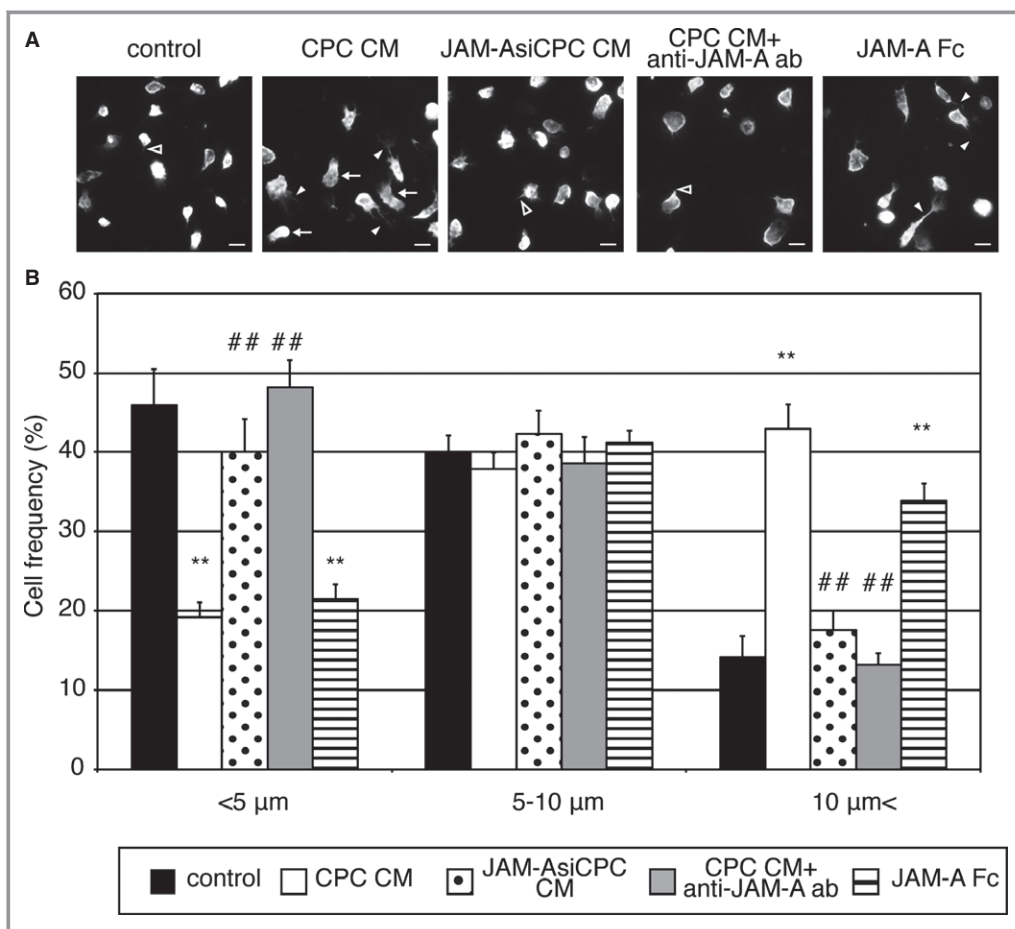 A
control
CPC CM
JAM-AsiCPC CM
CPC CM+
anti-JAM-A ab
JAM-A Fc
B
Cell frequency (%)
60
50
40
30
20
10
0
** ## ## **
** ## ## **
<5 µm
5-10 µm
10 µm<
control
CPC CM
JAM-AsiCPC
CM
CPC CM+
anti-JAM-A ab
JAM-A Fc